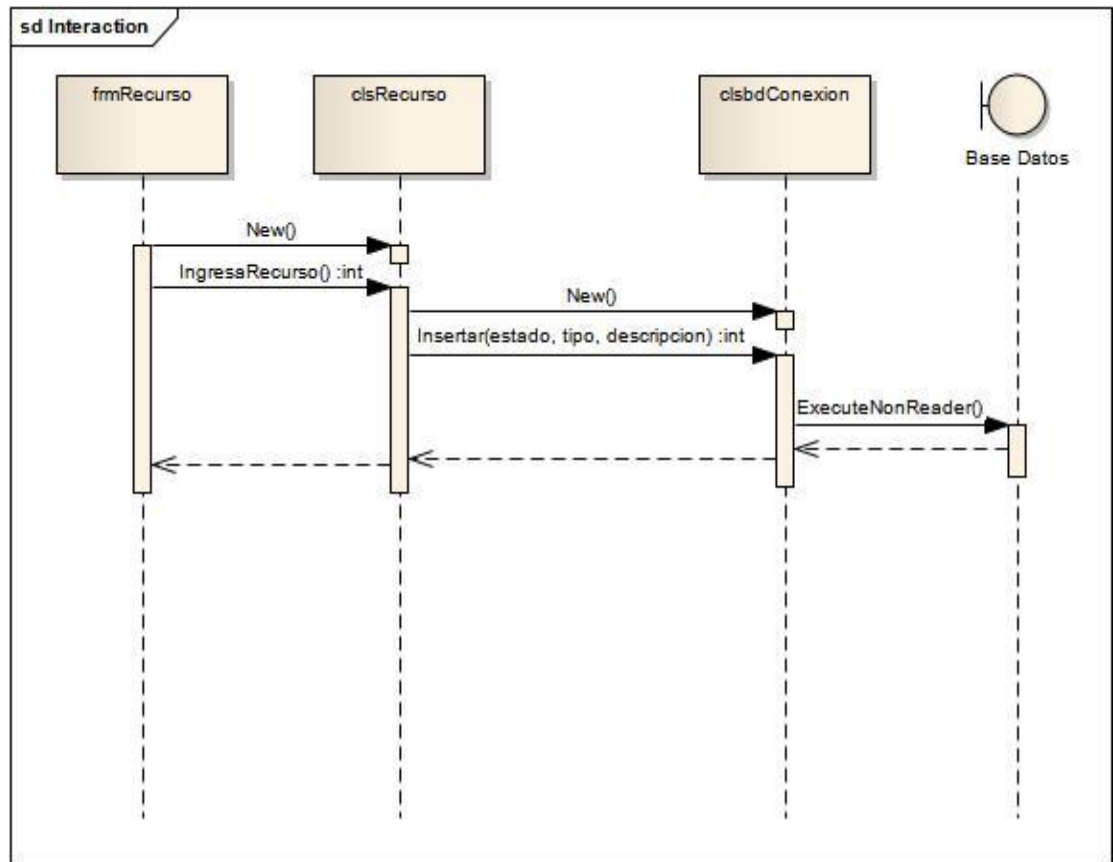 sd Interaction
frmRecurso
clsRecurso
clsbdConexion
Base Datos
New()
IngresaRecurso() :int
New()
Insertar(estado, tipo, descripcion) :int
ExecuteNonReader()